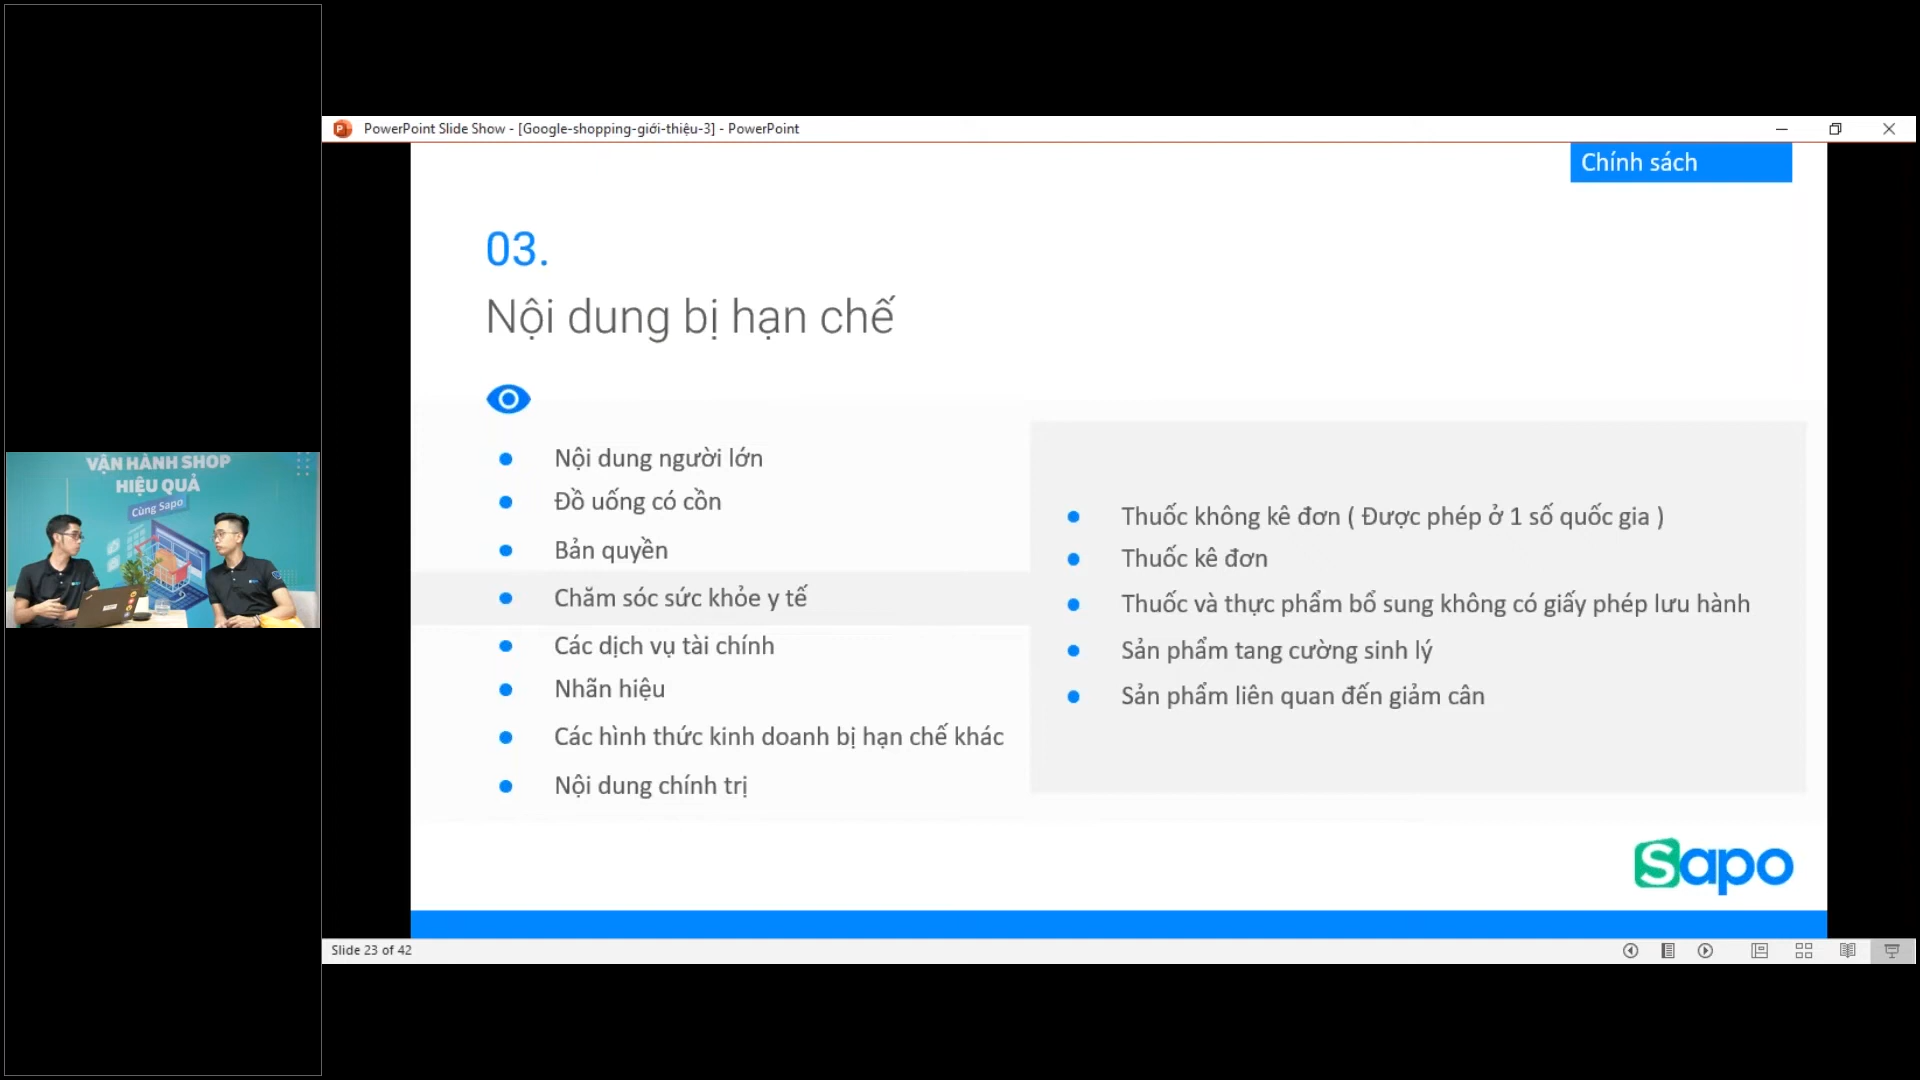 PowerPoint Slide Show - [Google-shopping-giới-thiệu-3] - PowerPoint
Chính sách
03.
Nội dung bị hạn chế
Nội dung người lớn
Đồ uống có cồn
Bản quyền
Chăm sóc sức khỏe y tế
Các dịch vụ tài chính
Nhãn hiệu
Các hình thức kinh doanh bị hạn chế khác
Nội dung chính trị
Thuốc không kê đơn ( Được phép ở 1 số quốc gia )
Thuốc kê đơn
Thuốc và thực phẩm bổ sung không có giấy phép lưu hành
Sản phẩm tang cường sinh lý
Sản phẩm liên quan đến giảm cân
Sapo
Slide 23 of 42
VẬN HÀNH SHOP
HIỆU QUẢ
Cùng Sapo